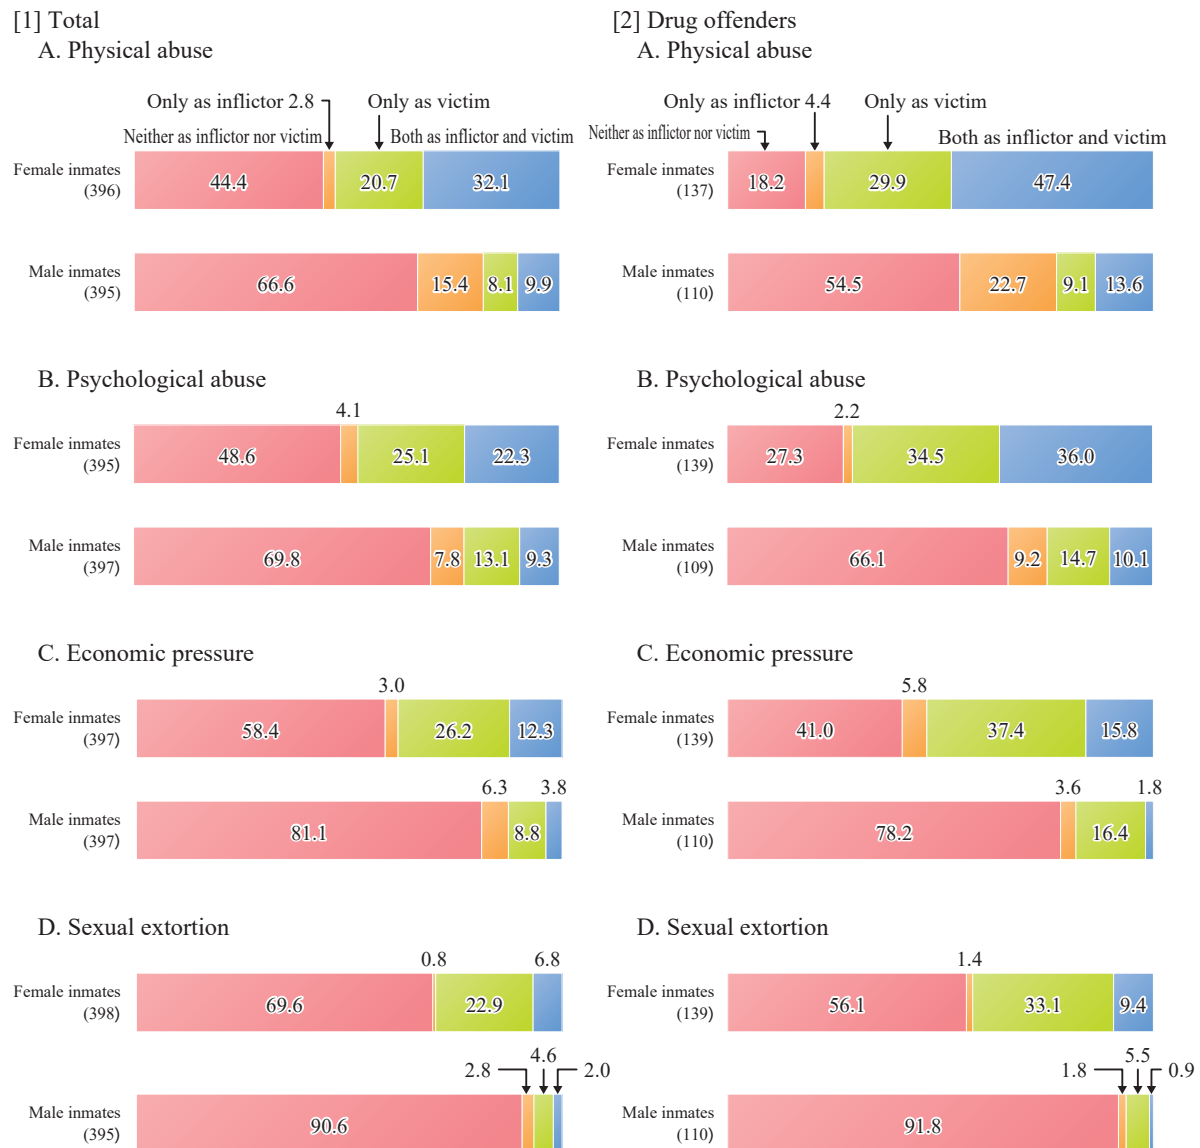 [1] Total
A. Physical abuse
Only as inflictor 2.8
Only as victim
Neither as inflictor nor victim
Both as inflictor and victim
Female inmates
(396)
44.4
20.7
32.1
Male inmates
(395)
66.6
15.4
8.1
9.9
B. Psychological abuse
4.1
Female inmates
(395)
48.6
25.1
22.3
Male inmates
(397)
69.8
7.8
13.1
9.3
C. Economic pressure
3.0
Female inmates
(397)
58.4
26.2
12.3
6.3
3.8
Male inmates
(397)
81.1
8.8
D. Sexual extortion
0.8
6.8
Female inmates
(398)
69.6
22.9
4.6
2.8
2.0
Male inmates
(395)
90.6
[2] Drug offenders
A. Physical abuse
Only as inflictor 4.4
Only as victim
Neither as inflictor nor victim
Both as inflictor and victim
Female inmates
(137)
18.2
29.9
47.4
Male inmates
(110)
54.5
22.7
9.1
13.6
B. Psychological abuse
2.2
Female inmates
(139)
27.3
34.5
36.0
Male inmates
(109)
66.1
9.2
14.7
10.1
C. Economic pressure
5.8
Female inmates
(139)
41.0
37.4
15.8
3.6
1.8
Male inmates
(110)
78.2
16.4
D. Sexual extortion
1.4
Female inmates
(139)
56.1
33.1
9.4
5.5
1.8
0.9
Male inmates
(110)
91.8